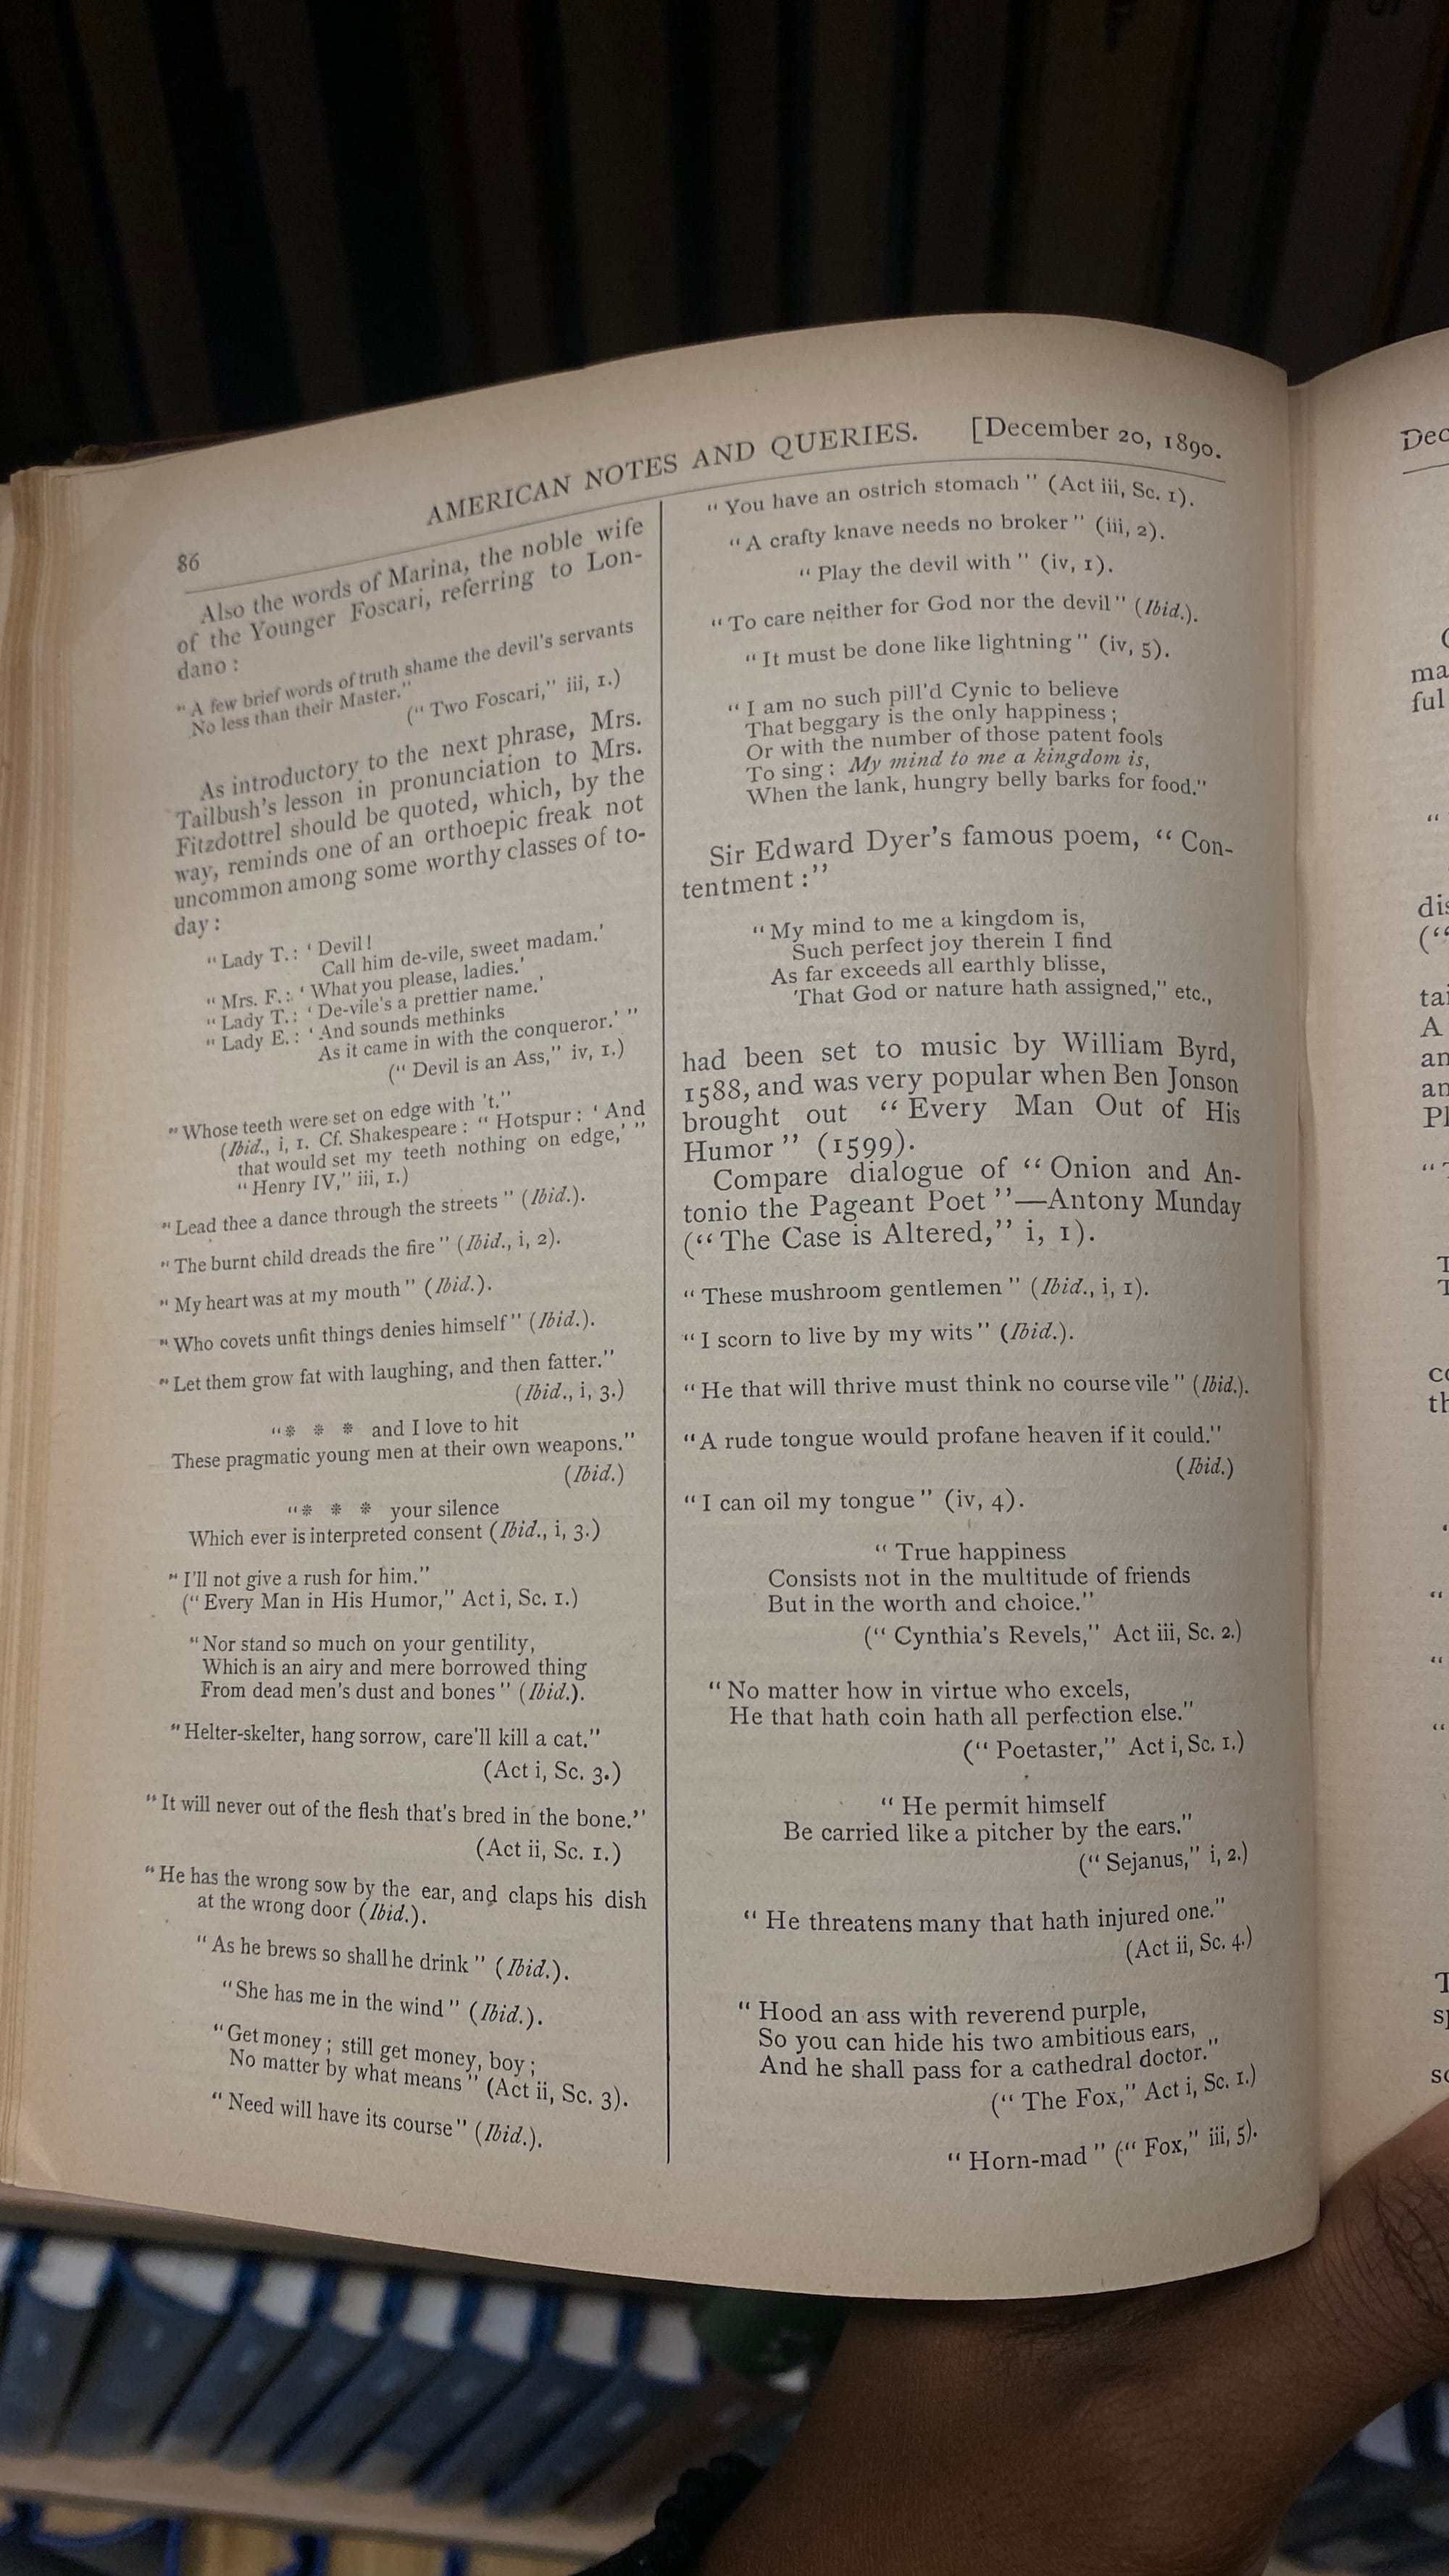 86
AMERICAN NOTES AND QUERIES.
[December 20, 1890.
Also the words of Marina, the noble wife
of the Younger Foscari, referring to Lon-
dano:
"A few brief words of truth shame the devil's servants
No less than their Master."
("Two Foscari," iii, 1.)
As introductory to the next phrase, Mrs.
Tailbush's lesson in pronunciation to Mrs.
Fitzdottrel should be quoted, which, by the
way, reminds one of an orthoepic freak not
uncommon among some worthy classes of to-
day:
"Lady T.: 'Devil!
Call him de-vile, sweet madam.'
"Mrs. F.: 'What you please, ladies.'
"Lady T.: 'De-vile's a prettier name.'
"Lady E.: 'And sounds methinks
As it came in with the conqueror.'"
("Devil is an Ass," iv, 1.)
"Whose teeth were set on edge with 't."
(Ibid., i, 1. Cf. Shakespeare: "Hotspur: 'And
that would set my teeth nothing on edge,'"
"Henry IV," iii, 1.)
"Lead thee a dance through the streets" (Ibid.).
"The burnt child dreads the fire" (Ibid., i, 2).
"My heart was at my mouth" (Ibid.).
"Who covets unfit things denies himself" (Ibid.).
"Let them grow fat with laughing, and then fatter."
(Ibid., i, 3.)
"* * * and I love to hit
These pragmatic young men at their own weapons."
(Ibid.)
"* * * your silence
Which ever is interpreted consent (Ibid., i, 3.)
"I'll not give a rush for him."
("Every Man in His Humor," Act i, Sc. 1.)
"Nor stand so much on your gentility,
Which is an airy and mere borrowed thing
From dead men's dust and bones" (Ibid.).
"Helter-skelter, hang sorrow, care'll kill a cat."
(Act i, Sc. 3.)
"It will never out of the flesh that's bred in the bone."
(Act ii, Sc. 1.)
"He has the wrong sow by the ear, and claps his dish
at the wrong door (Ibid.).
"As he brews so shall he drink" (Ibid.).
"She has me in the wind" (Ibid.).
"Get money; still get money, boy;
No matter by what means" (Act ii, Sc. 3).
"Need will have its course" (Ibid.).
"You have an ostrich stomach" (Act iii, Sc. 1).
"A crafty knave needs no broker" (iii, 2).
"Play the devil with" (iv, 1).
"To care neither for God nor the devil" (Ibid.).
"It must be done like lightning" (iv, 5).
"I am no such pill'd Cynic to believe
That beggary is the only happiness;
Or with the number of those patent fools
To sing: My mind to me a kingdom is,
When the lank, hungry belly barks for food."
Sir Edward Dyer's famous poem, "Con-
tentment:"
"My mind to me a kingdom is,
Such perfect joy therein I find
As far exceeds all earthly blisse,
That God or nature hath assigned," etc.,
had been set to music by William Byrd,
1588, and was very popular when Ben Jonson
brought out "Every Man Out of His
Humor" (1599).
Compare dialogue of "Onion and An-
tonio the Pageant Poet"—Antony Munday
("The Case is Altered," i, 1).
"These mushroom gentlemen" (Ibid., i, 1).
"I scorn to live by my wits" (Ibid.).
"He that will thrive must think no course vile" (Ibid.).
"A rude tongue would profane heaven if it could."
(Ibid.)
"I can oil my tongue" (iv, 4).
"True happiness
Consists not in the multitude of friends
But in the worth and choice."
("Cynthia's Revels," Act iii, Sc. 2.)
"No matter how in virtue who excels,
He that hath coin hath all perfection else."
("Poetaster," Act i, Sc. 1.)
"He permit himself
Be carried like a pitcher by the ears."
("Sejanus," i, 2.)
"He threatens many that hath injured one."
(Act ii, Sc. 4.)
"Hood an ass with reverend purple,
So you can hide his two ambitious ears,
And he shall pass for a cathedral doctor."
("The Fox," Act i, Sc. 1.)
"Horn-mad" ("Fox," iii, 5).